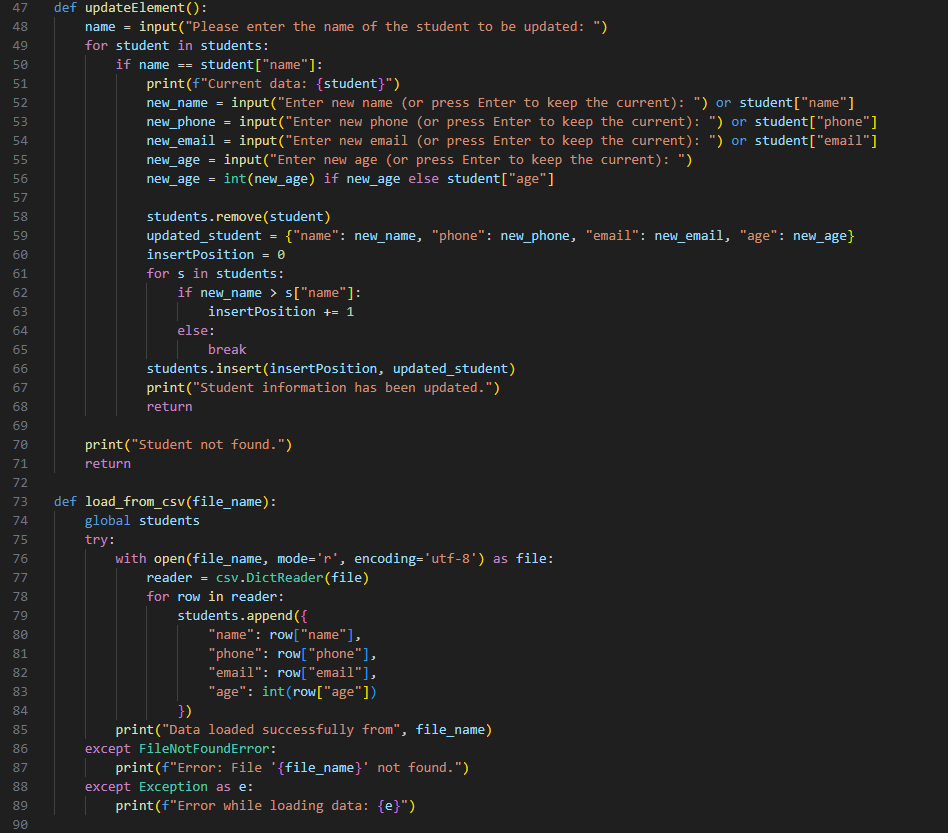 47 def updateElement():
48     name = input("Please enter the name of the student to be updated: ")
49     for student in students:
50         if name == student["name"]:
51             print(f"Current data: {student}")
52             new_name = input("Enter new name (or press Enter to keep the current): ") or student["name"]
53             new_phone = input("Enter new phone (or press Enter to keep the current): ") or student["phone"]
54             new_email = input("Enter new email (or press Enter to keep the current): ") or student["email"]
55             new_age = input("Enter new age (or press Enter to keep the current): ")
56             new_age = int(new_age) if new_age else student["age"]
57
58             students.remove(student)
59             updated_student = {"name": new_name, "phone": new_phone, "email": new_email, "age": new_age}
60             insertPosition = 0
61             for s in students:
62                 if new_name > s["name"]:
63                     insertPosition += 1
64                 else:
65                     break
66             students.insert(insertPosition, updated_student)
67             print("Student information has been updated.")
68             return
69
70     print("Student not found.")
71     return
72
73 def load_from_csv(file_name):
74     global students
75     try:
76         with open(file_name, mode='r', encoding='utf-8') as file:
77             reader = csv.DictReader(file)
78             for row in reader:
79                 students.append({
80                     "name": row["name"],
81                     "phone": row["phone"],
82                     "email": row["email"],
83                     "age": int(row["age"])
84                 })
85         print("Data loaded successfully from", file_name)
86     except FileNotFoundError:
87         print(f"Error: File '{file_name}' not found.")
88     except Exception as e:
89         print(f"Error while loading data: {e}")
90